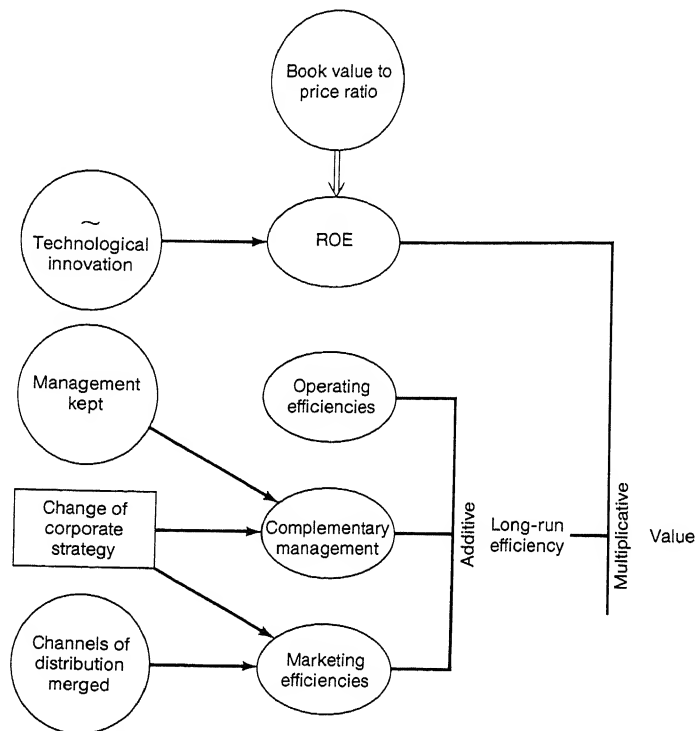 Book value to
price ratio
~
Technological
innovation
ROE
Management
kept
Operating
efficiencies
Change of
corporate
strategy
Complementary
management
Additive
Long-run
efficiency
Multiplicative
Value
Channels of
distribution
merged
Marketing
efficiencies